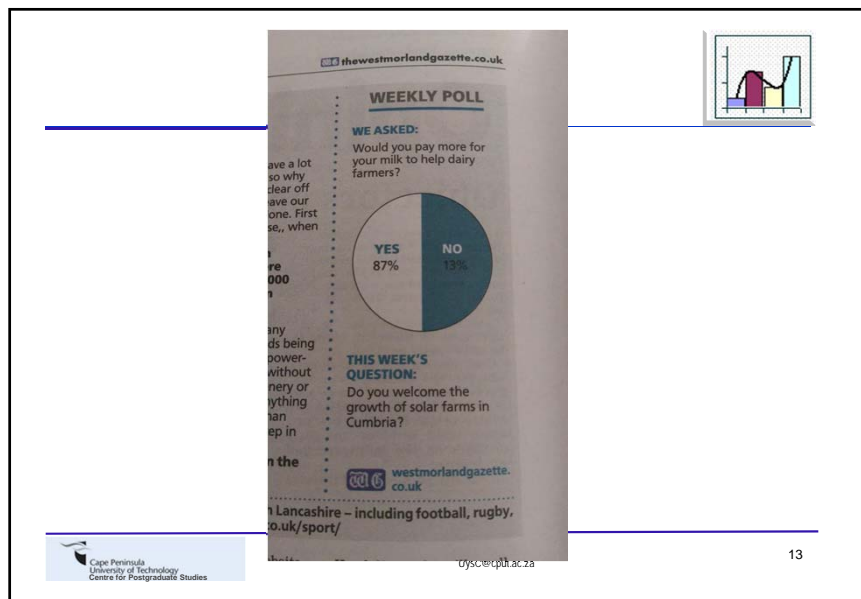 thewestmorlandgazette.co.uk
WEEKLY POLL
WE ASKED:
Would you pay more for
your milk to help dairy
farmers?
YES
87%
NO
13%
THIS WEEK'S
QUESTION:
Do you welcome the
growth of solar farms in
Cumbria?
westmorlandgazette.
co.uk
ave a lot
so why
clear off
eave our
one. First
se,, when
re
000
any
ds being
power-
without
nery or
ything
han
ep in
n the
n Lancashire – including football, rugby,
co.uk/sport/
Cape Peninsula
University of Technology
Centre for Postgraduate Studies
13